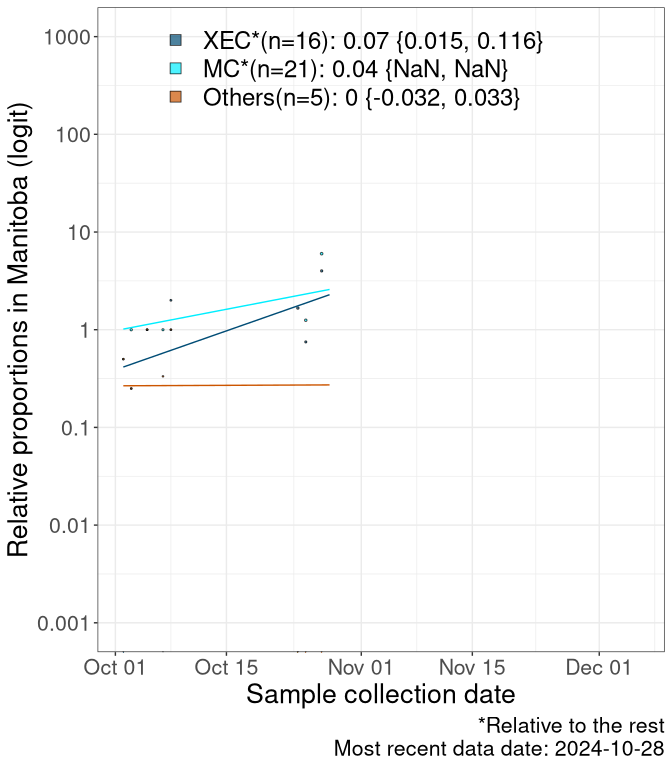 XEC*(n=16): 0.07 {0.015, 0.116}
MC*(n=21): 0.04 {NaN, NaN}
Others(n=5): 0 {-0.032, 0.033}
Relative proportions in Manitoba (logit)
1000
100
10
1
0.1
0.01
0.001
Oct 01 Oct 15 Nov 01 Nov 15 Dec 01
Sample collection date
*Relative to the rest
Most recent data date: 2024-10-28